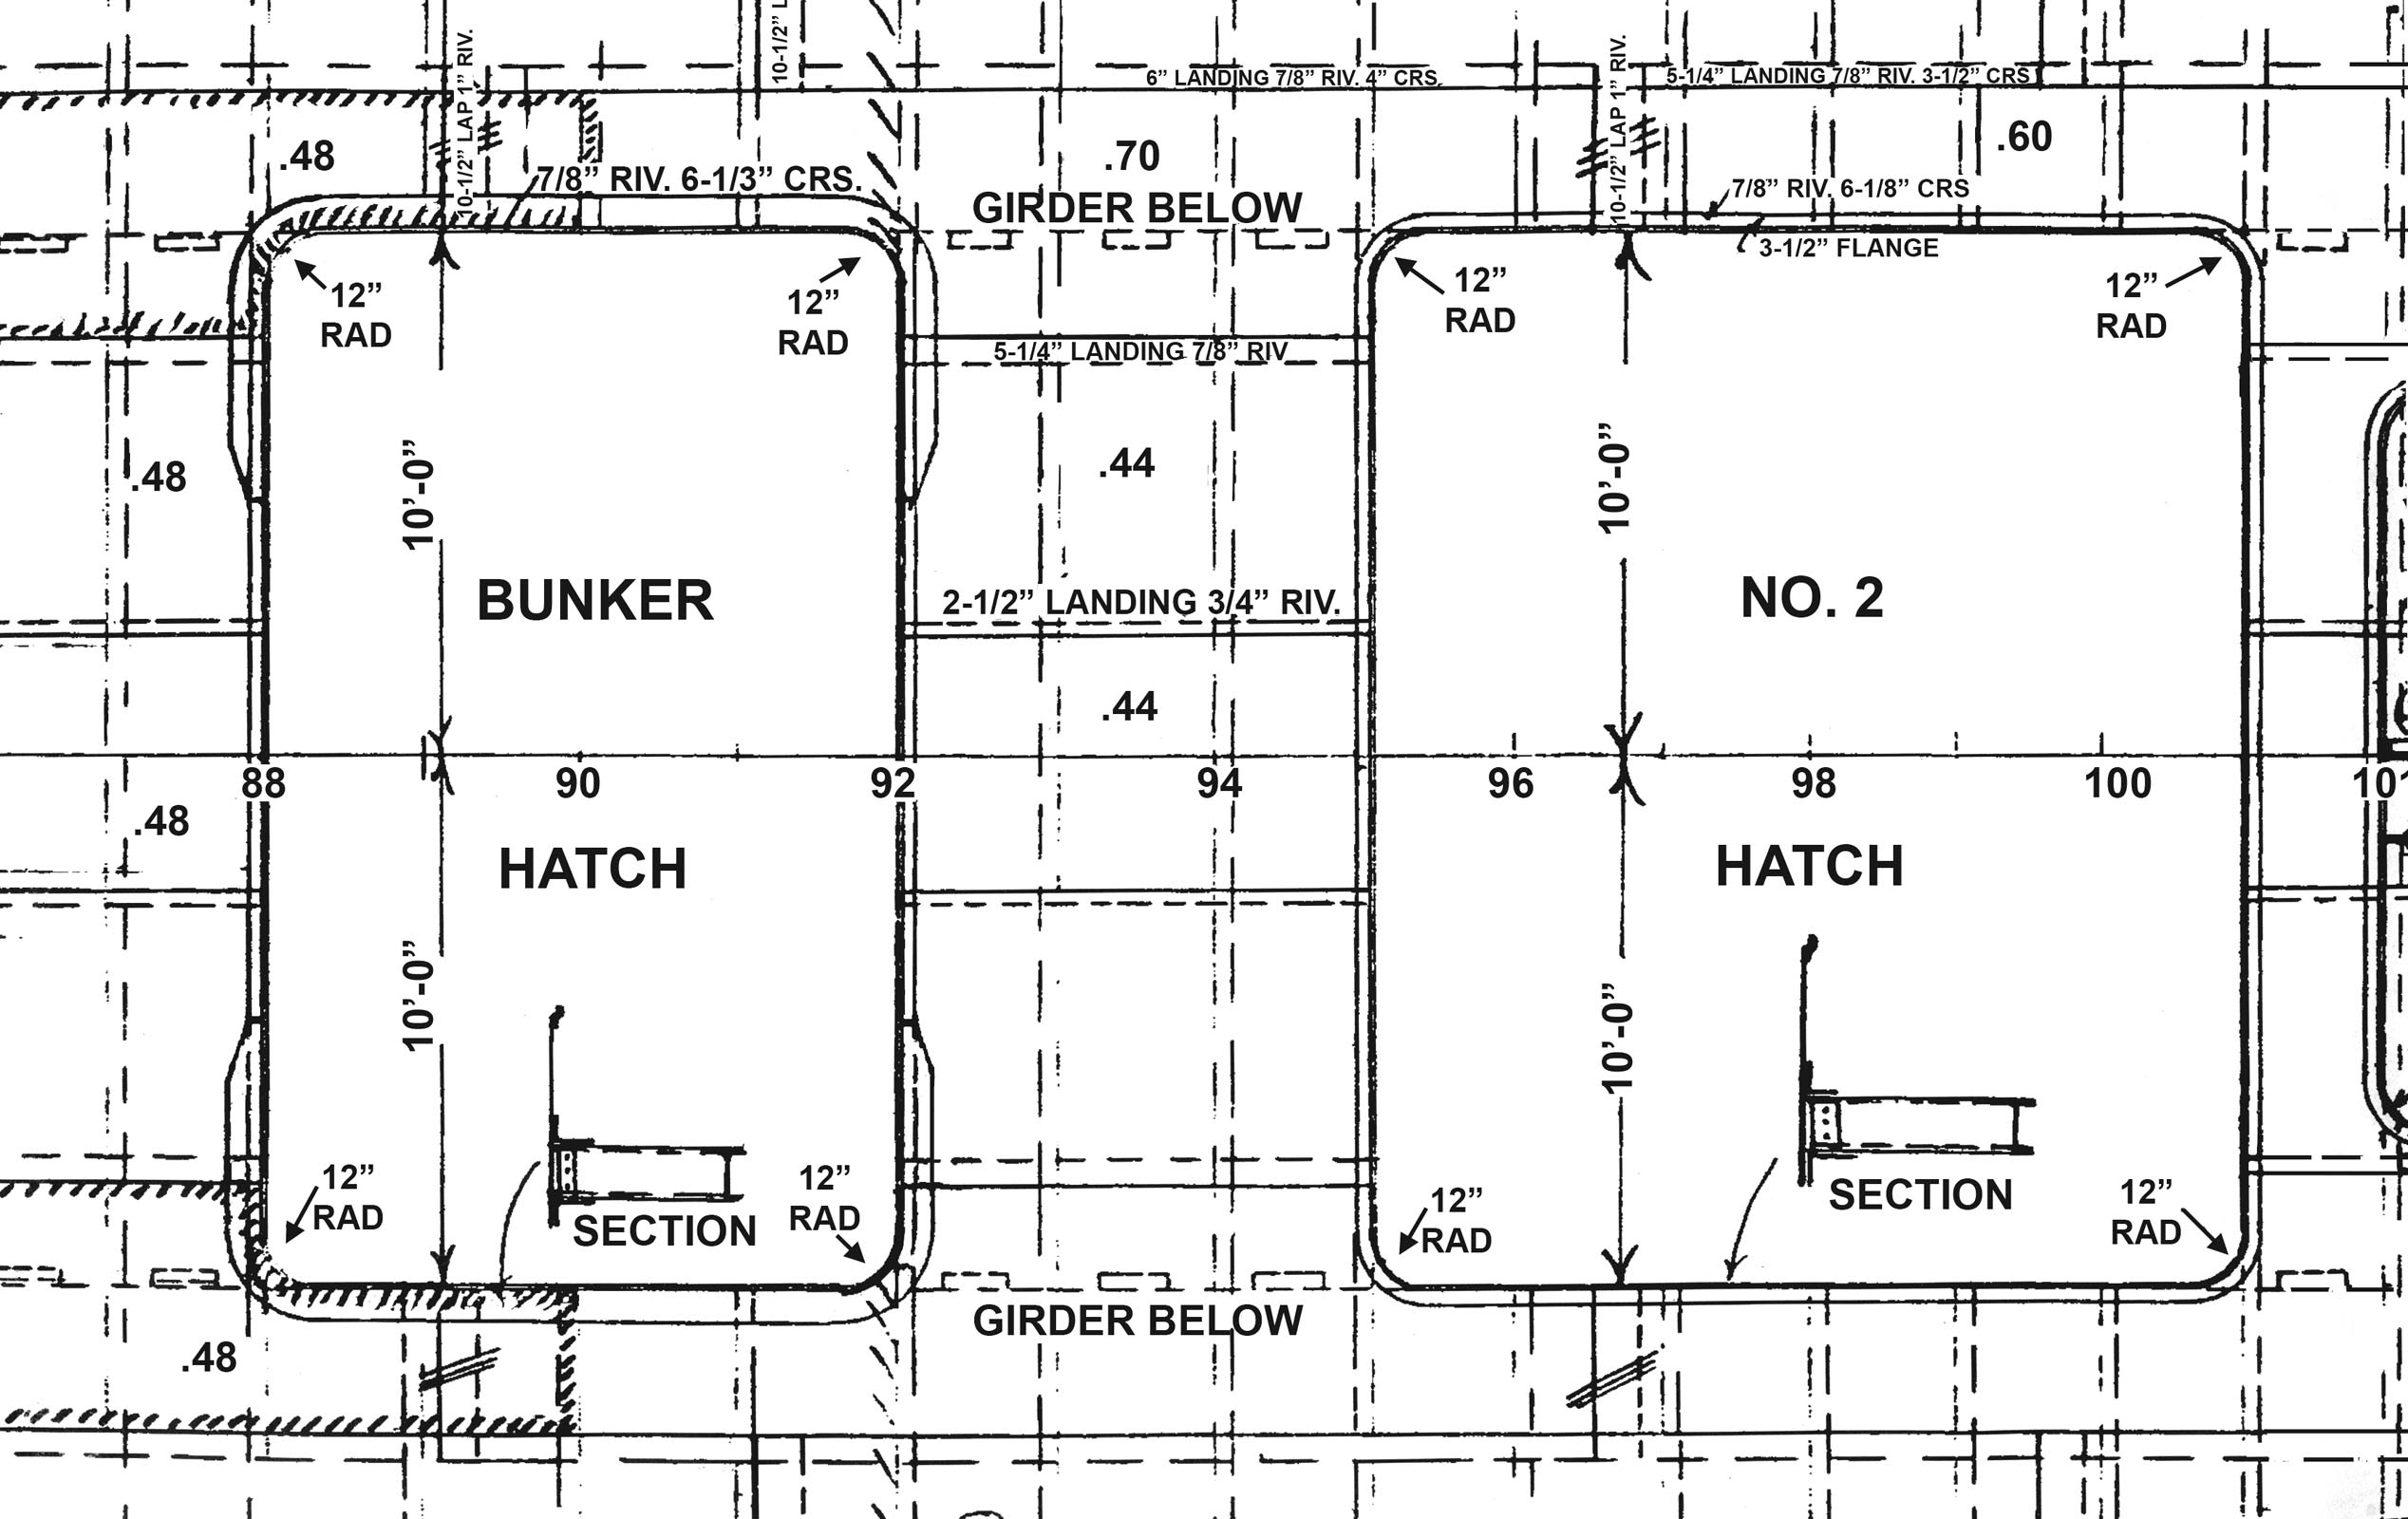 10-1/2” LAP 1” RIV.
10-1/2” L
10-1/2” LAP 1” RIV.
6” LANDING 7/8” RIV. 4” CRS.
5-1/4” LANDING 7/8” RIV. 3-1/2” CRS
.48
.70
.60
7/8” RIV. 6-1/3” CRS.
GIRDER BELOW
7/8” RIV. 6-1/8” CRS
3-1/2” FLANGE
12”
RAD
12”
RAD
12”
RAD
12”
RAD
5-1/4” LANDING 7/8” RIV
.48
10’-0”
.44
10’-0”
BUNKER
2-1/2” LANDING 3/4” RIV.
NO. 2
.44
88
90
92
94
96
98
100
101
.48
HATCH
HATCH
10’-0”
10’-0”
12”
RAD
SECTION
12”
RAD
12”
RAD
SECTION
12”
RAD
GIRDER BELOW
.48